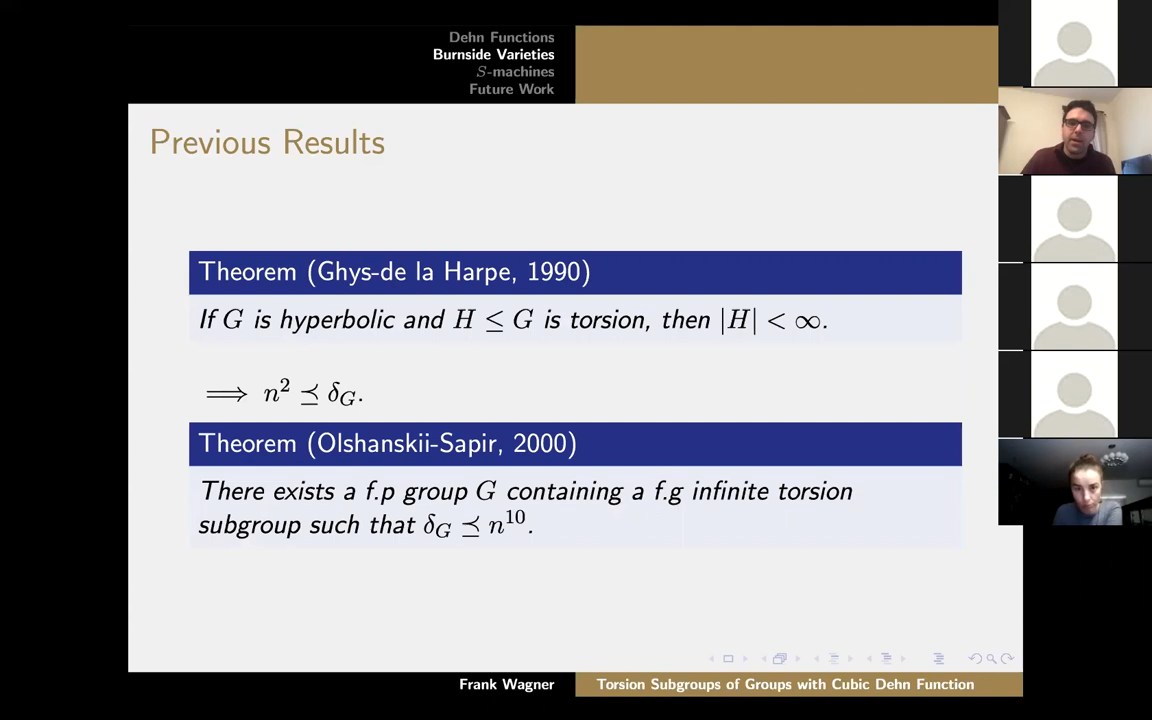 Dehn Functions
Burnside Varieties
S-machines
Future Work
Previous Results
Theorem (Ghys-de la Harpe, 1990)
If G is hyperbolic and H ≤ G is torsion, then |H| < ∞.
⟹ n² ⪯ δ_G.
Theorem (Olshanskii-Sapir, 2000)
There exists a f.p group G containing a f.g infinite torsion
subgroup such that δ_G ⪯ n¹⁰.
Frank Wagner
Torsion Subgroups of Groups with Cubic Dehn Function